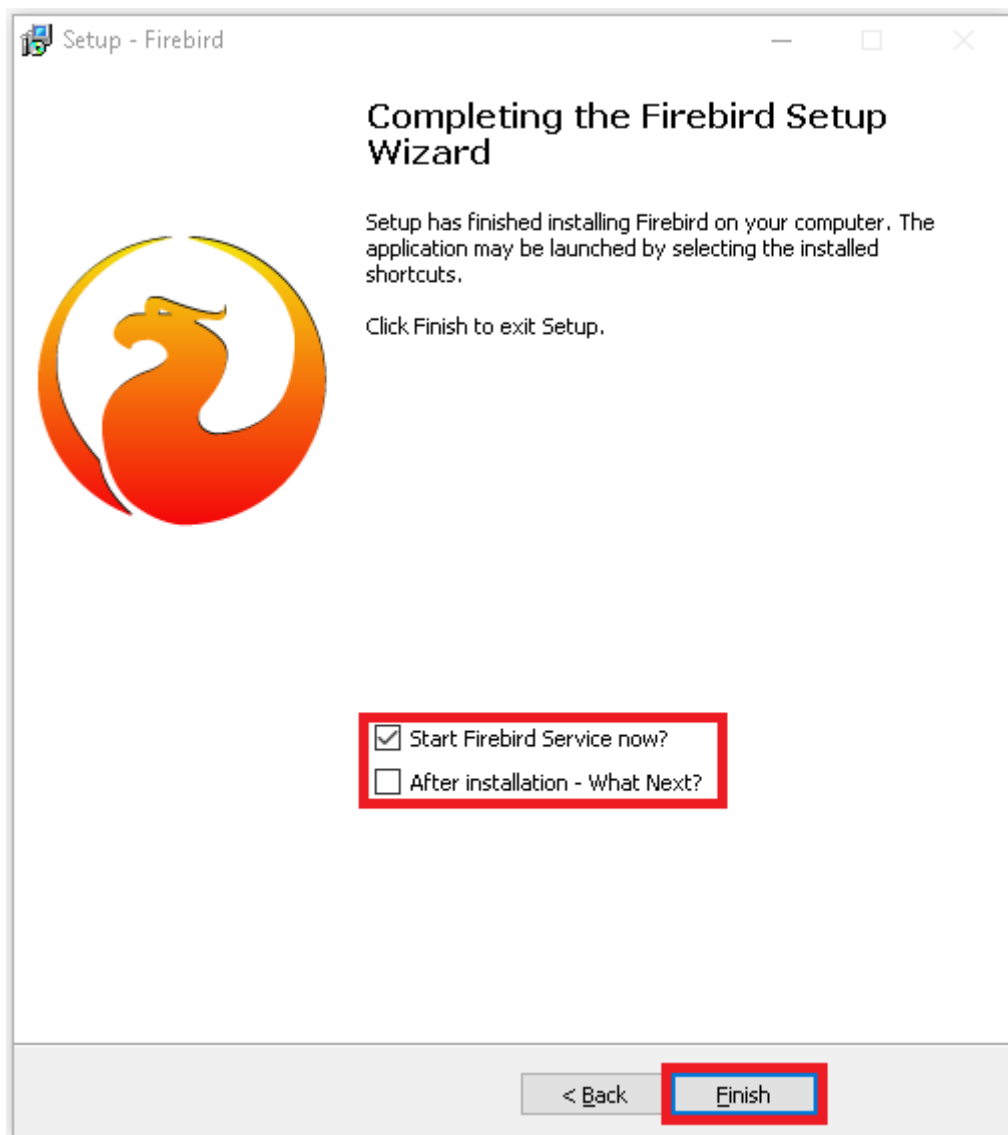 Setup - Firebird
Completing the Firebird Setup
Wizard
Setup has finished installing Firebird on your computer. The
application may be launched by selecting the installed
shortcuts.
Click Finish to exit Setup.
Start Firebird Service now?
After installation - What Next?
< Back
Finish